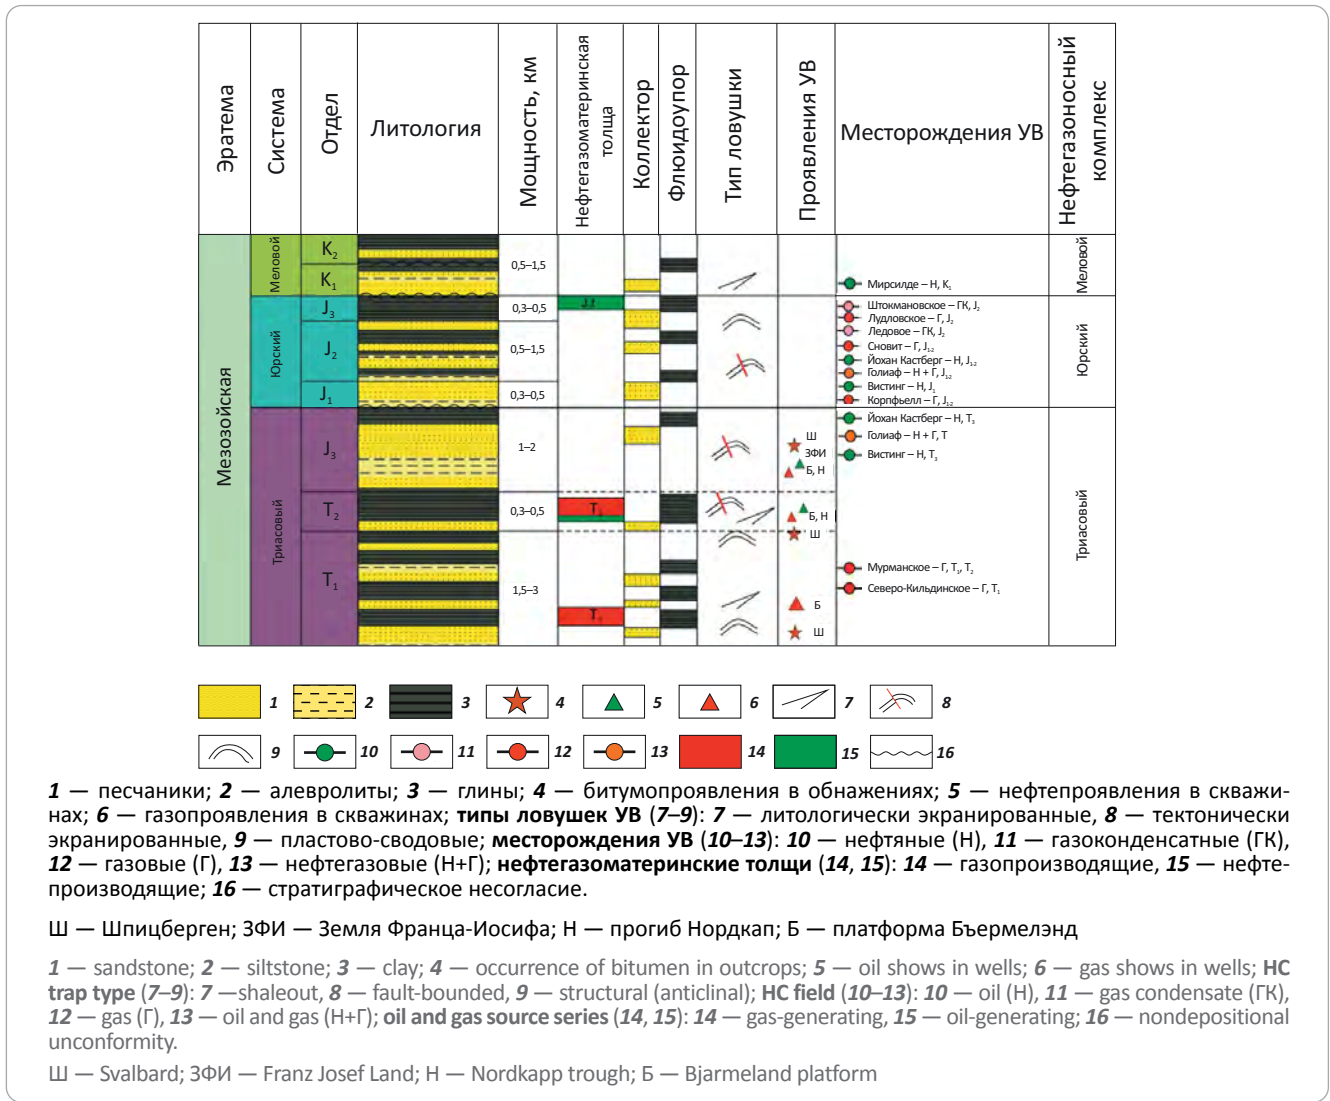 Эратема
Система
Отдел
Литология
Мощность, км
Нефтегазоматеринская
толща
Коллектор
Флюидоупор
Тип ловушки
Проявления УВ
Месторождения УВ
Нефтегазоносный
комплекс
Мезозойская
Меловой
K₂
K₁
0,5–1,5
Мирсилде – Н, K₁
Меловой
Юрский
J₃
0,3–0,5
J₂
0,5–1,5
J₁
0,3–0,5
Штокмановское – ГК, J₂
Лудловское – Г, J₂
Ледовое – ГК, J₂
Сновит – Г, J₁₋₂
Йохан Кастберг – Н, J₁₋₂
Голиаф – Н + Г, J₁₋₂
Вистинг – Н, J₁
Корпфьелл – Г, J₁₋₂
Юрский
Триасовый
J₃
1–2
Ш
ЗФИ
Б, Н
Йохан Кастберг – Н, T₃
Голиаф – Н + Г, T
Вистинг – Н, T₃
T₂
0,3–0,5
Б, Н
Ш
T₁
1,5–3
Б
Ш
Мурманское – Г, T₁, T₂
Северо-Кильдинское – Г, T₁
Триасовый
1 2 3 4 5 6 7 8
9 10 11 12 13 14 15 16
1 — песчаники; 2 — алевролиты; 3 — глины; 4 — битумопроявления в обнажениях; 5 — нефтепроявления в скважи-
нах; 6 — газопроявления в скважинах; типы ловушек УВ (7–9): 7 — литологически экранированные, 8 — тектонически
экранированные, 9 — пластово-сводовые; месторождения УВ (10–13): 10 — нефтяные (Н), 11 — газоконденсатные (ГК),
12 — газовые (Г), 13 — нефтегазовые (Н+Г); нефтегазоматеринские толщи (14, 15): 14 — газопроизводящие, 15 — нефте-
производящие; 16 — стратиграфическое несогласие.
Ш — Шпицберген; ЗФИ — Земля Франца-Иосифа; Н — прогиб Нордкап; Б — платформа Бъермелэнд
1 — sandstone; 2 — siltstone; 3 — clay; 4 — occurrence of bitumen in outcrops; 5 — oil shows in wells; 6 — gas shows in wells; HC
trap type (7–9): 7 —shaleout, 8 — fault-bounded, 9 — structural (anticlinal); HC field (10–13): 10 — oil (Н), 11 — gas condensate (ГК),
12 — gas (Г), 13 — oil and gas (Н+Г); oil and gas source series (14, 15): 14 — gas-generating, 15 — oil-generating; 16 — nondepositional
unconformity.
Ш — Svalbard; ЗФИ — Franz Josef Land; Н — Nordkapp trough; Б — Bjarmeland platform